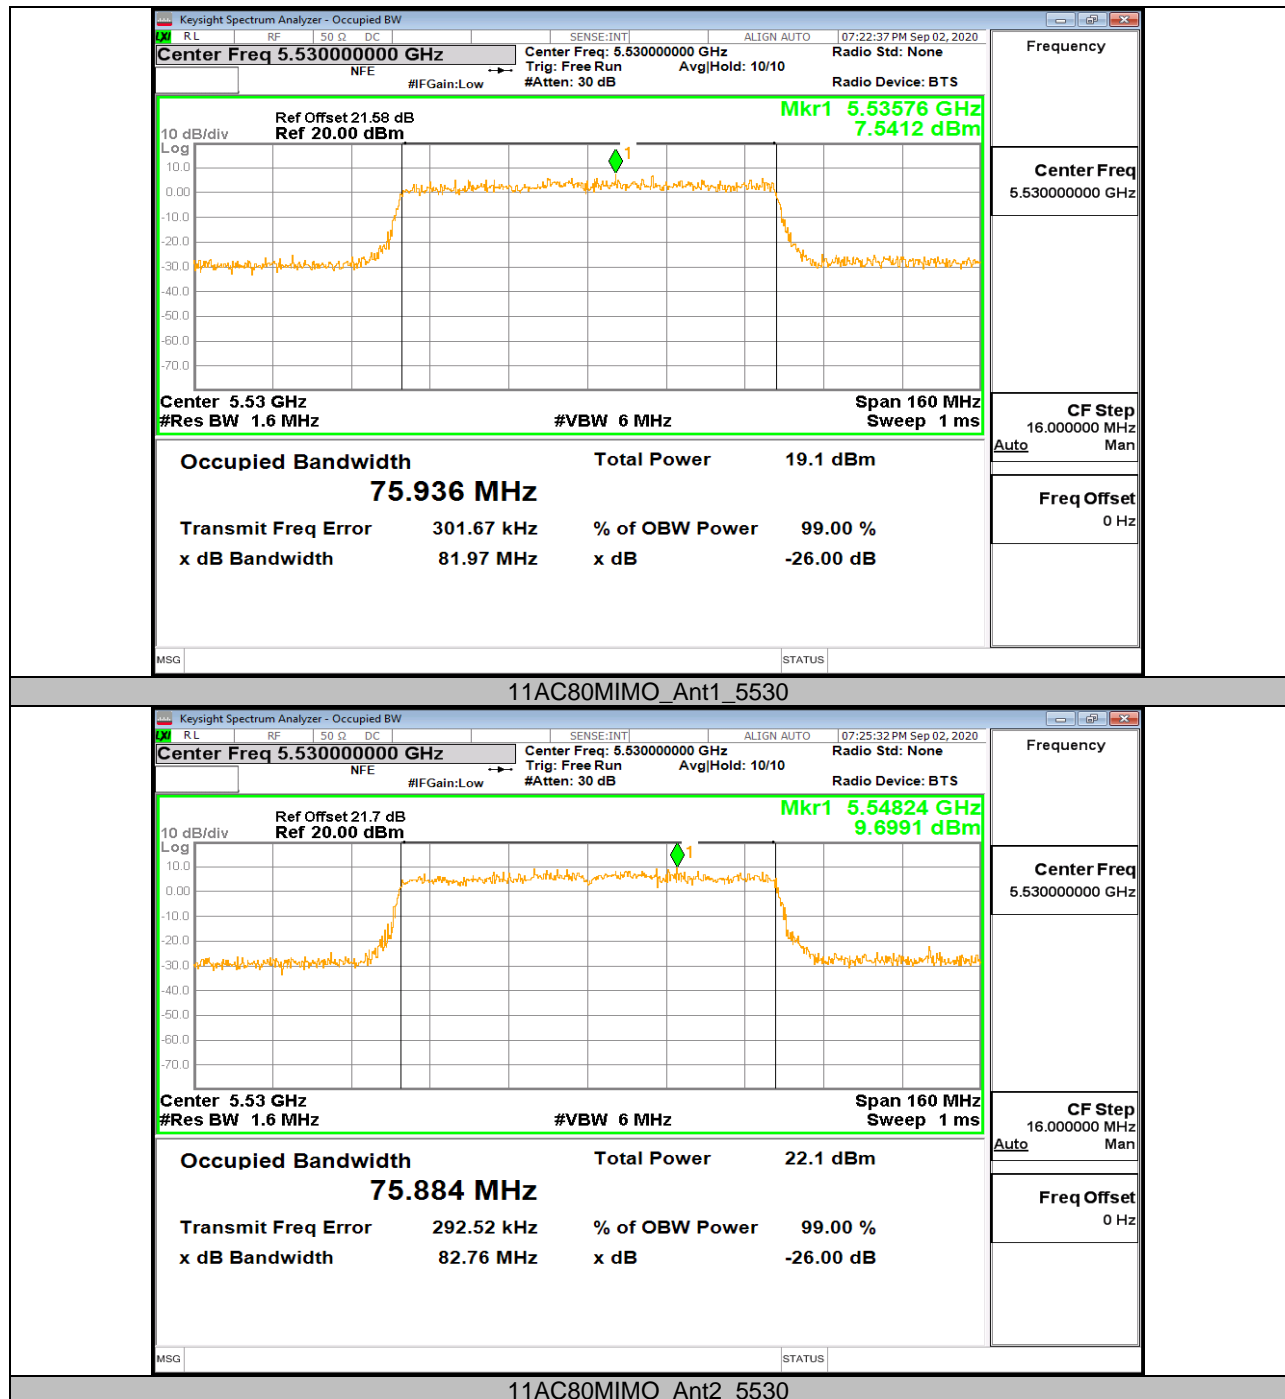 Keysight Spectrum Analyzer - Occupied BW
LXI RL RF 50 Ω DC SENSE:INT ALIGN AUTO 07:22:37 PM Sep 02, 2020
Center Freq 5.530000000 GHz
NFE
#IFGain:Low
Center Freq: 5.530000000 GHz
Trig: Free Run Avg|Hold: 10/10
#Atten: 30 dB
Radio Std: None
Radio Device: BTS
Frequency
Ref Offset 21.58 dB
10 dB/div Ref 20.00 dBm
Mkr1 5.53576 GHz
7.5412 dBm
Log
10.0
0.00
-10.0
-20.0
-30.0
-40.0
-50.0
-60.0
-70.0
1
Center Freq
5.530000000 GHz
Center 5.53 GHz Span 160 MHz
#Res BW 1.6 MHz #VBW 6 MHz Sweep 1 ms
CF Step
16.000000 MHz
Auto Man
Occupied Bandwidth Total Power 19.1 dBm
75.936 MHz
Transmit Freq Error 301.67 kHz % of OBW Power 99.00 %
x dB Bandwidth 81.97 MHz x dB -26.00 dB
Freq Offset
0 Hz
MSG STATUS
11AC80MIMO_Ant1_5530
Keysight Spectrum Analyzer - Occupied BW
LXI RL RF 50 Ω DC SENSE:INT ALIGN AUTO 07:25:32 PM Sep 02, 2020
Center Freq 5.530000000 GHz
NFE
#IFGain:Low
Center Freq: 5.530000000 GHz
Trig: Free Run Avg|Hold: 10/10
#Atten: 30 dB
Radio Std: None
Radio Device: BTS
Frequency
Ref Offset 21.7 dB
10 dB/div Ref 20.00 dBm
Mkr1 5.54824 GHz
9.6991 dBm
Log
10.0
0.00
-10.0
-20.0
-30.0
-40.0
-50.0
-60.0
-70.0
1
Center Freq
5.530000000 GHz
Center 5.53 GHz Span 160 MHz
#Res BW 1.6 MHz #VBW 6 MHz Sweep 1 ms
CF Step
16.000000 MHz
Auto Man
Occupied Bandwidth Total Power 22.1 dBm
75.884 MHz
Transmit Freq Error 292.52 kHz % of OBW Power 99.00 %
x dB Bandwidth 82.76 MHz x dB -26.00 dB
Freq Offset
0 Hz
MSG STATUS
11AC80MIMO_Ant2_5530